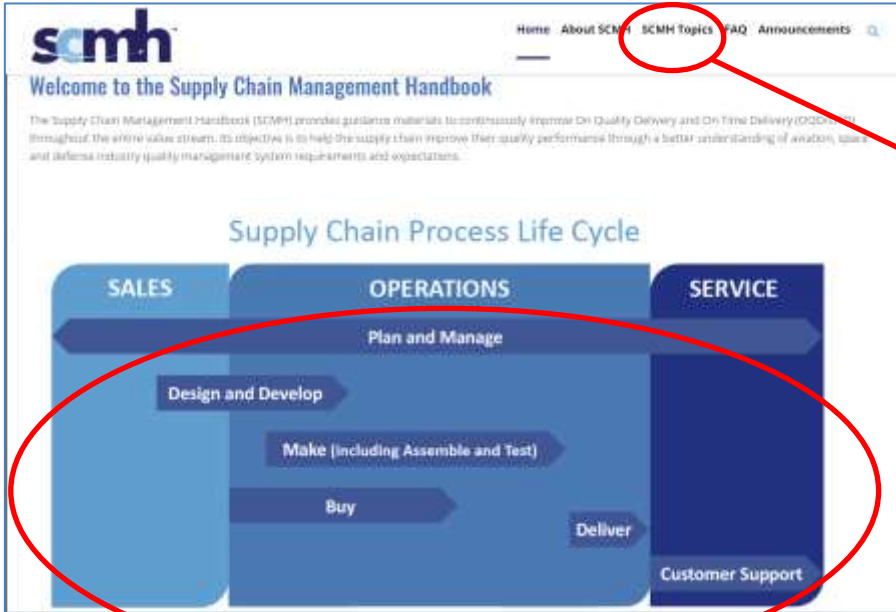 scmh
Home About SCMH SCMH Topics FAQ Announcements
Welcome to the Supply Chain Management Handbook
The Supply Chain Management Handbook (SCMH) provides guidance materials to continuously improve On Quality Delivery and On Time Delivery (OQD/OTD)
throughout the entire value stream. Its objective is to help the supply chain improve their quality performance through a better understanding of aviation, space
and defense industry quality management system requirements and expectations.
Supply Chain Process Life Cycle
SALES OPERATIONS SERVICE
Plan and Manage
Design and Develop
Make (including Assemble and Test)
Buy
Deliver
Customer Support